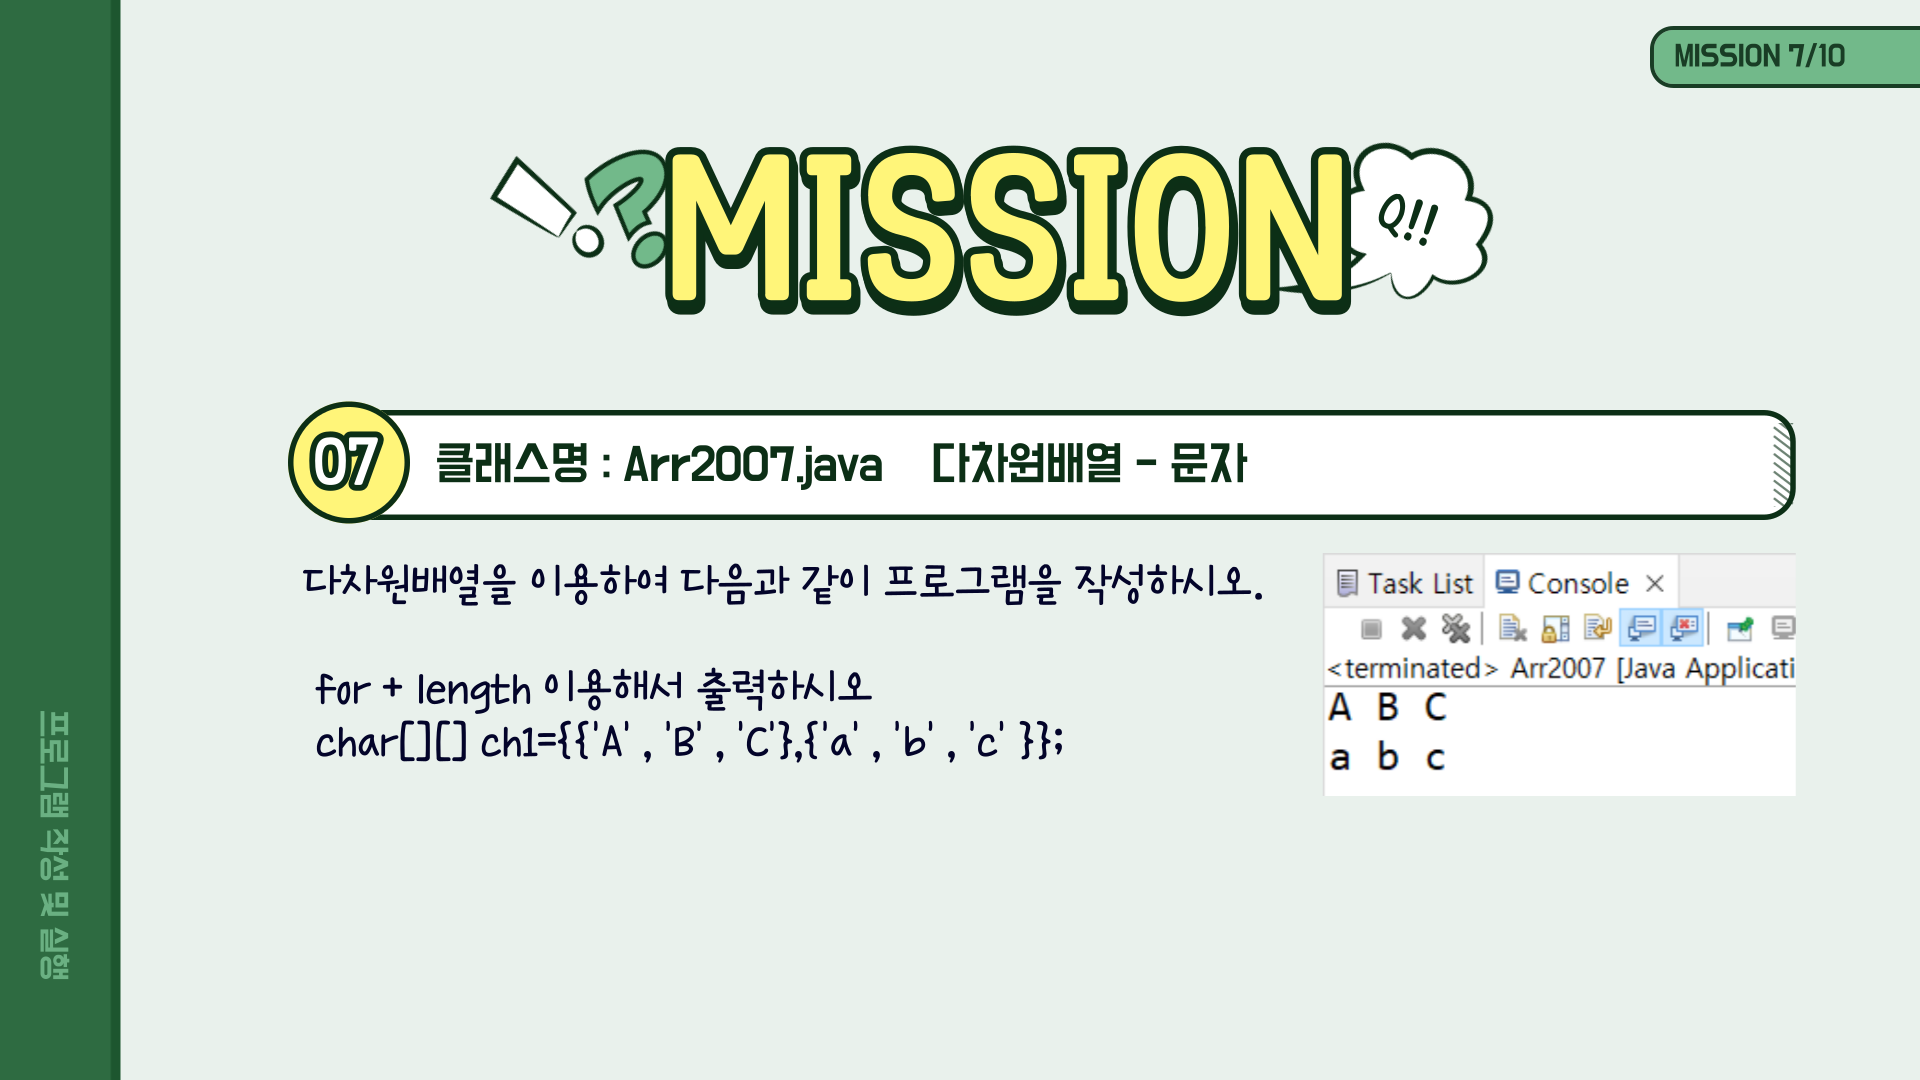 MISSION 7/10
MISSION
Q!!
07
클래스명 : Arr2007.java 다차원배열 - 문자
다차원배열을 이용하여 다음과 같이 프로그램을 작성하시오.
for + length 이용해서 출력하시오
char[][] ch1={{'A' , 'B' , 'C'},{'a' , 'b' , 'c' }};
Task List Console
<terminated> Arr2007 [Java Applicati
A B C
a b c
프로그램 작성 및 실행